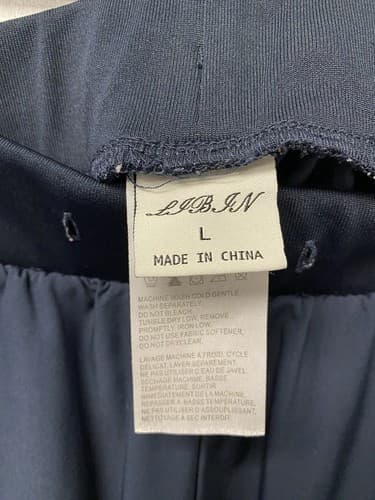 LIBIN
L
MADE IN CHINA
MACHINE WASH COLD GENTLE.
WASH SEPARATELY.
DO NOT BLEACH.
TUMBLE DRY LOW, REMOVE
PROMPTLY. IRON LOW.
DO NOT USE FABRIC SOFTENER.
DO NOT DRYCLEAR.
LAVAGE MACHINE A FROID, CYCLE
DELICAT, LAVER SEPAREMENT.
NE PAS UTILISER D'EAU DE JAVEL.
SECHAGE MACHINE, BASSE
TEMPERATURE, SURTIR
IMMEDIATEMENT DE LA MACHINE.
REPASSER A BASSE TEMPERATURE.
NE PAS UTILISER D'ASSOUPLISSANT.
NETTOYAGE A SEC INTERDIT.